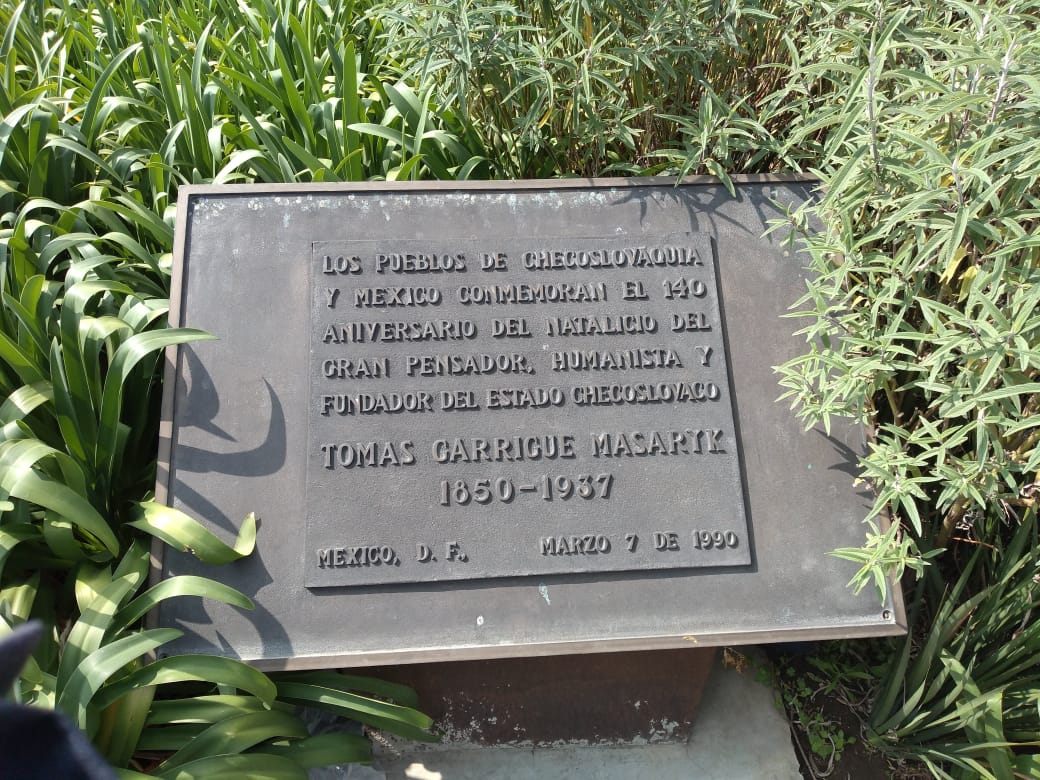 LOS PUEBLOS DE CHECOSLOVAQUIA
Y MEXICO CONMEMORAN EL 140
ANIVERSARIO DEL NATALICIO DEL
GRAN PENSADOR, HUMANISTA Y
FUNDADOR DEL ESTADO CHECOSLOVACO
TOMAS GARRIGUE MASARYK
1850-1937
MEXICO, D. F. MARZO 7 DE 1990